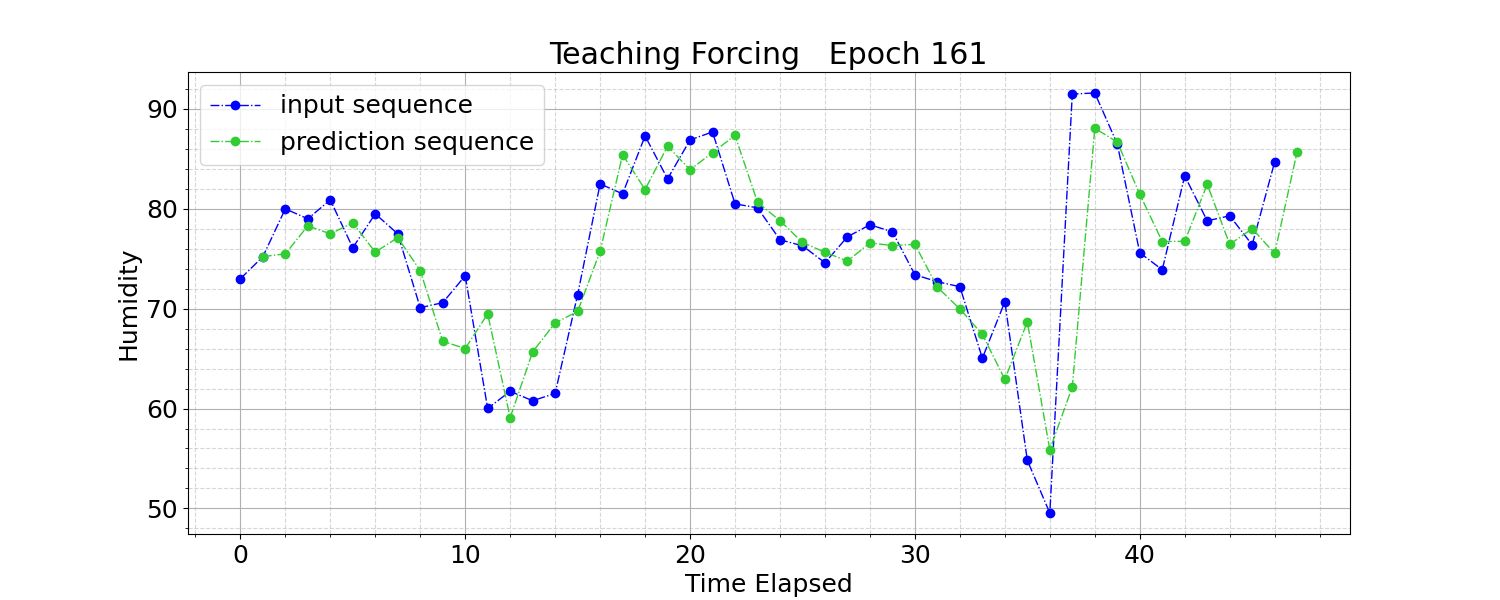 Teaching Forcing   Epoch 161
input sequence
prediction sequence
Humidity
90
80
70
60
50
0 10 20 30 40
Time Elapsed